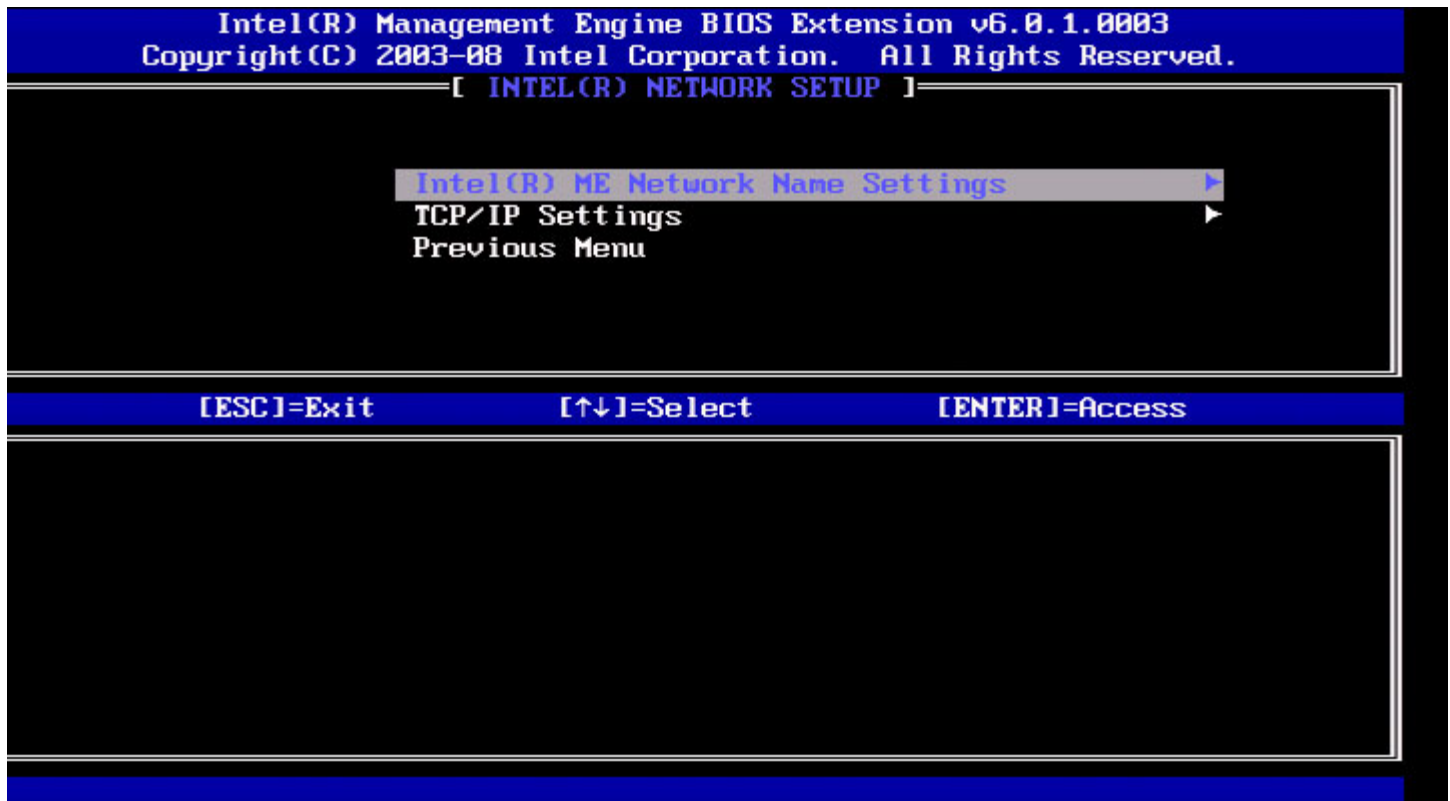 Intel(R) Management Engine BIOS Extension v6.0.1.0003
Copyright(C) 2003-08 Intel Corporation. All Rights Reserved.
[ INTEL(R) NETWORK SETUP ]
Intel(R) ME Network Name Settings ►
TCP/IP Settings ►
Previous Menu
[ESC]=Exit [↑↓]=Select [ENTER]=Access